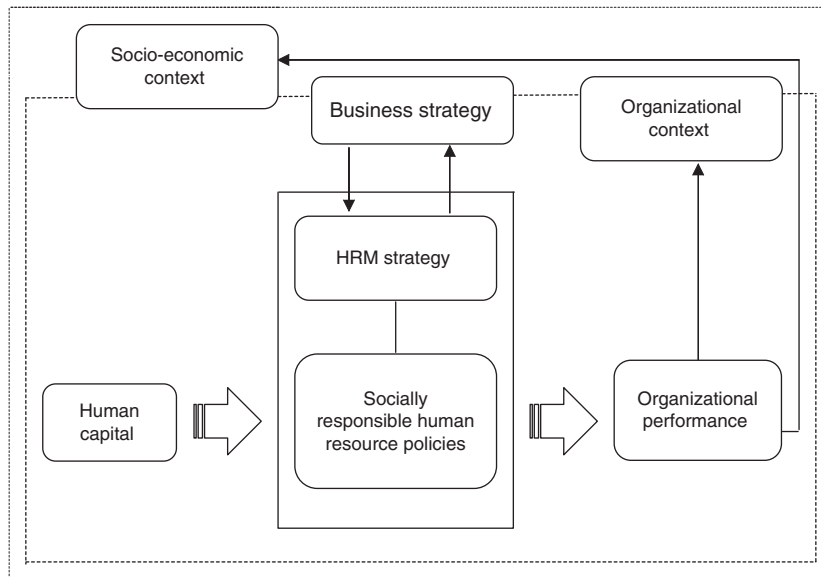 Socio-economic
context
Business strategy
Organizational
context
HRM strategy
Human
capital
Socially
responsible human
resource policies
Organizational
performance